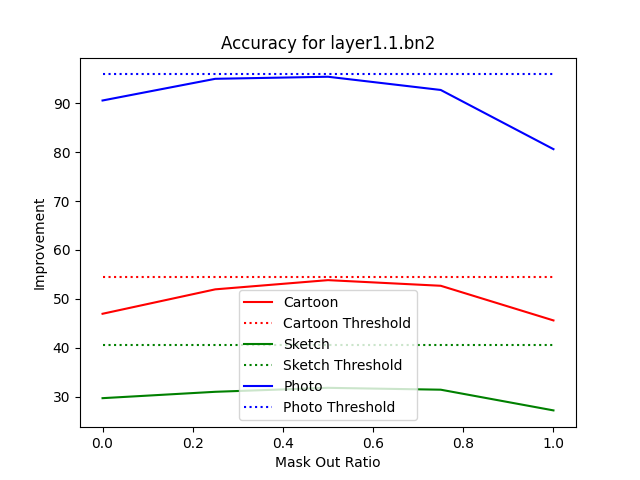 Accuracy for layer1.1.bn2
Improvement
90
80
70
60
50
40
30
Cartoon
Cartoon Threshold
Sketch
Sketch Threshold
Photo
Photo Threshold
0.0 0.2 0.4 0.6 0.8 1.0
Mask Out Ratio